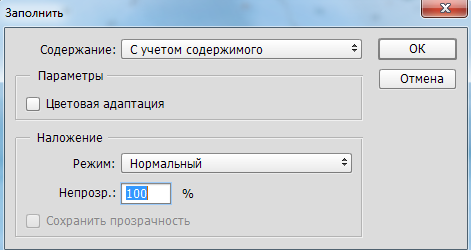 Заполнить
Содержание: С учетом содержимого OK
Параметры Отмена
Цветовая адаптация
Наложение
Режим: Нормальный
Непрозр.: 100 %
Сохранить прозрачность